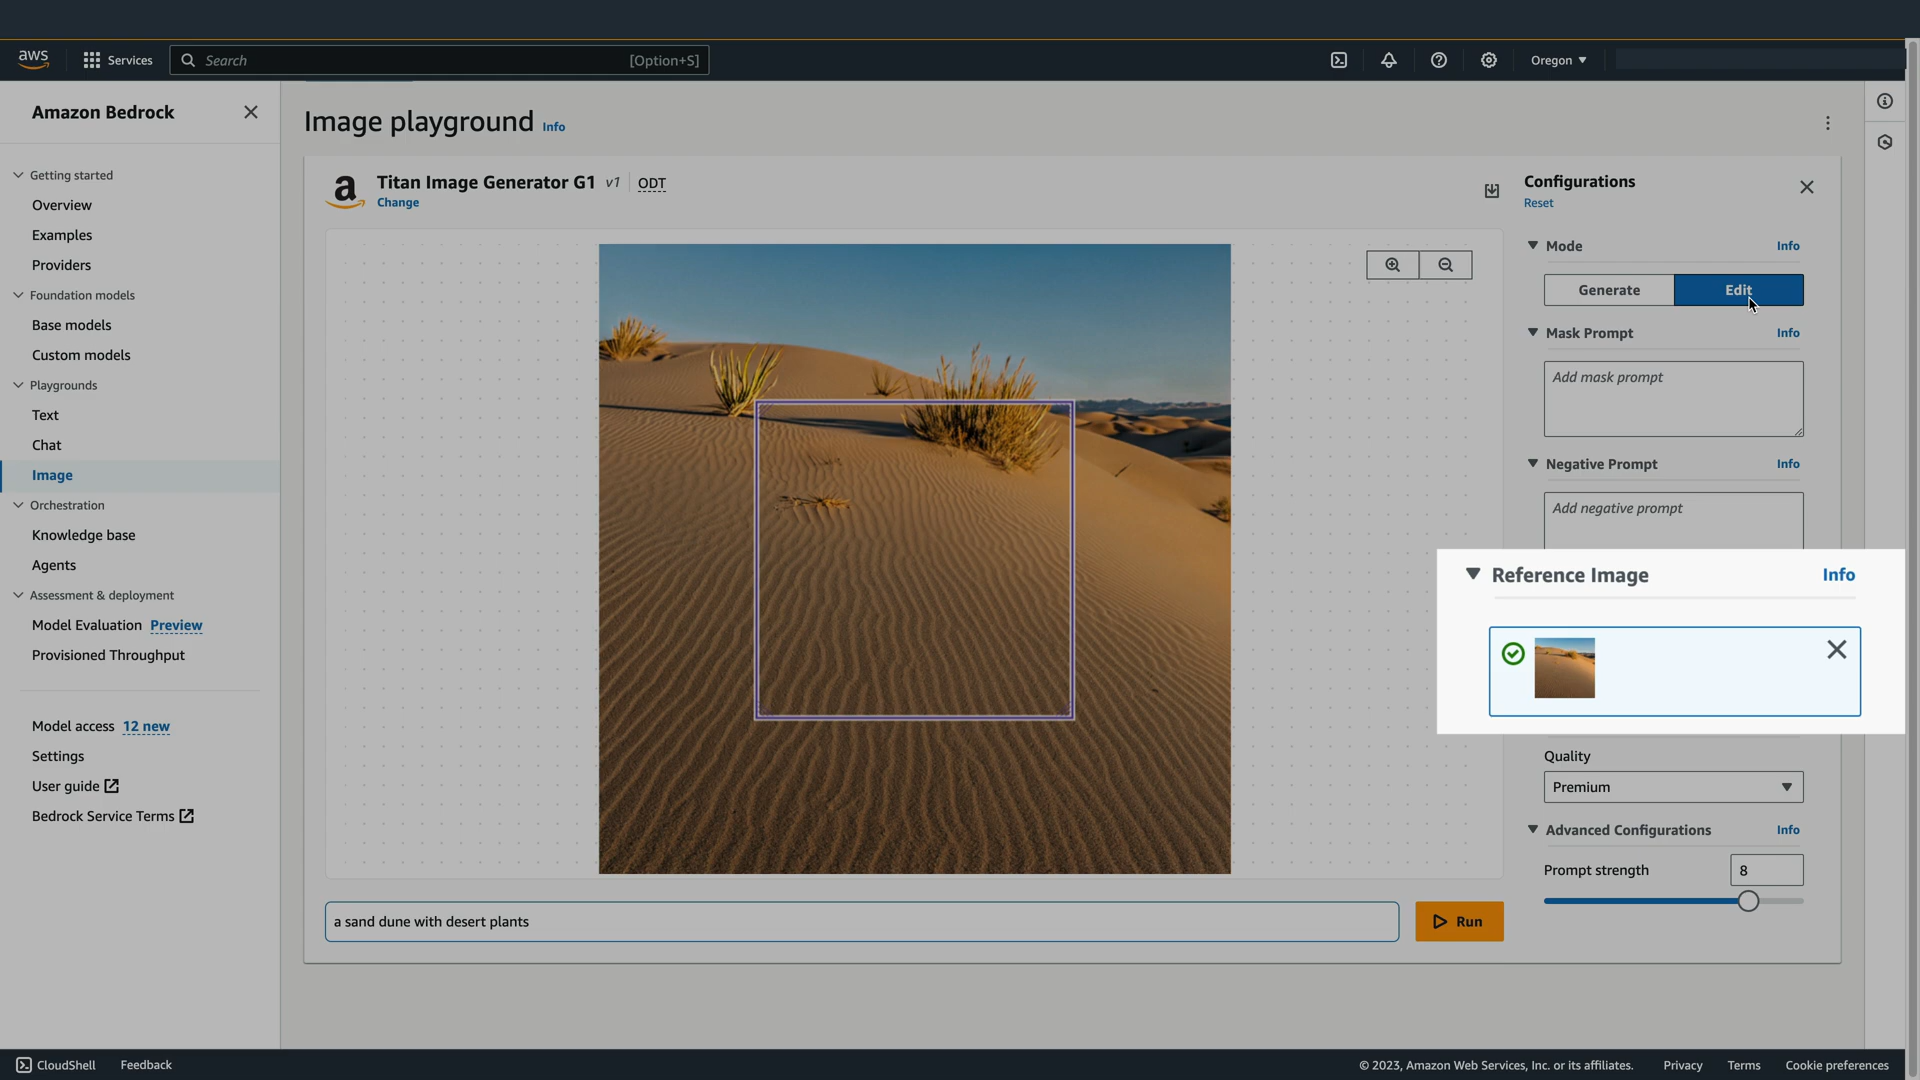 aws
Services
Search
[Option+S]
Oregon
Amazon Bedrock
Getting started
Overview
Examples
Providers
Foundation models
Base models
Custom models
Playgrounds
Text
Chat
Image
Orchestration
Knowledge base
Agents
Assessment & deployment
Model Evaluation Preview
Provisioned Throughput
Model access 12 new
Settings
User guide
Bedrock Service Terms
Image playground Info
a
Titan Image Generator G1 v1 ODT
Change
a sand dune with desert plants
Run
Configurations
Reset
Mode Info
Generate Edit
Mask Prompt Info
Add mask prompt
Negative Prompt Info
Add negative prompt
Reference Image Info
Quality
Premium
Advanced Configurations Info
Prompt strength 8
CloudShell Feedback
© 2023, Amazon Web Services, Inc. or its affiliates. Privacy Terms Cookie preferences